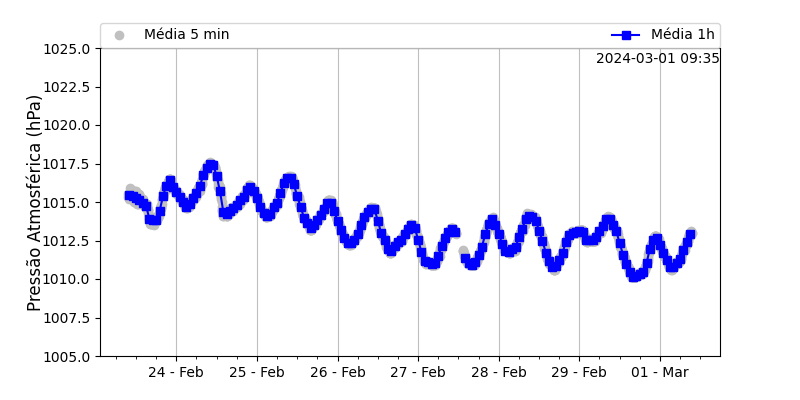 Média 5 min
Média 1h
2024-03-01 09:35
Pressão Atmosférica (hPa)
1025.0
1022.5
1020.0
1017.5
1015.0
1012.5
1010.0
1007.5
1005.0
24 - Feb
25 - Feb
26 - Feb
27 - Feb
28 - Feb
29 - Feb
01 - Mar